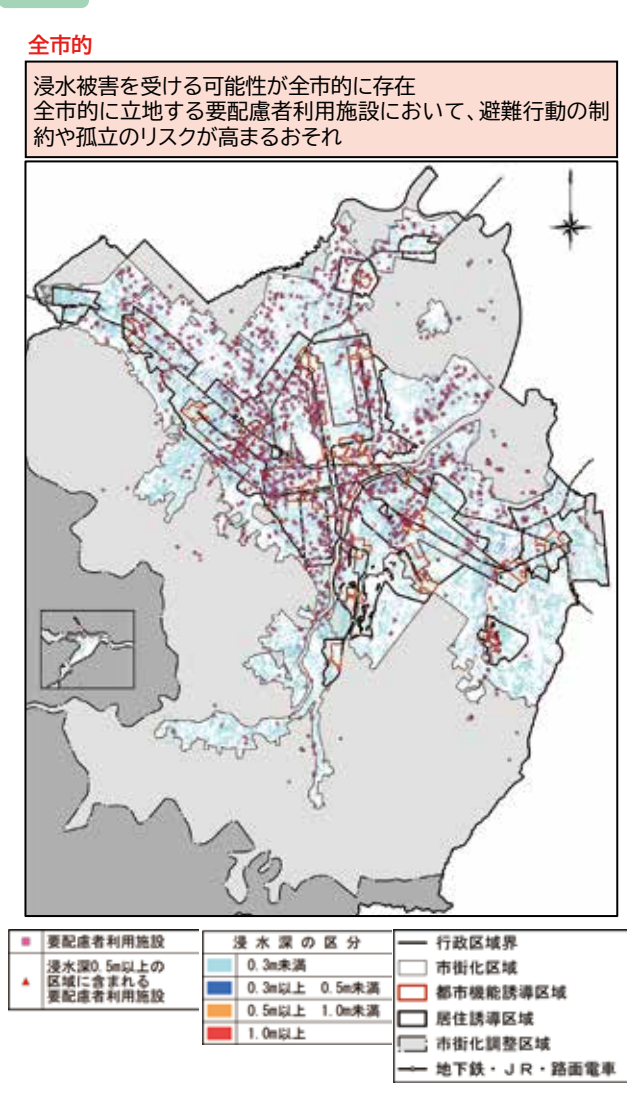 全市的
浸水被害を受ける可能性が全市的に存在
全市的に立地する要配慮者利用施設において、避難行動の制
約や孤立のリスクが高まるおそれ
要配慮者利用施設
浸水深0.5m以上の
区域に含まれる
要配慮者利用施設
浸水深の区分
0.3m未満
0.3m以上 0.5m未満
0.5m以上 1.0m未満
1.0m以上
行政区域界
市街化区域
都市機能誘導区域
居住誘導区域
市街化調整区域
地下鉄・JR・路面電車